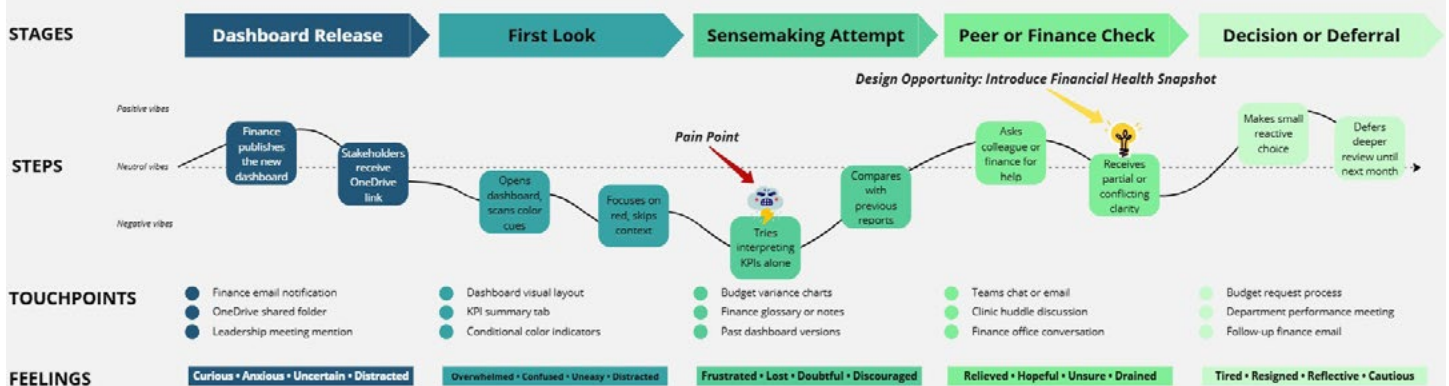 STAGES
Dashboard Release
First Look
Sensemaking Attempt
Peer or Finance Check
Decision or Deferral
Design Opportunity: Introduce Financial Health Snapshot
Pain Point
STEPS
Positive vibes
Neutral vibes
Negative vibes
Finance
publishes
the new
dashboard
Stakeholders
receive
OneDrive
link
Opens
dashboard,
scans color
cues
Focuses on
red, skips
context
Tries
interpreting
KPIs alone
Compares
with
previous
reports
Asks
colleague or
finance for
help
Receives
partial or
conflicting
clarity
Makes small
reactive
choice
Defers
deeper
review until
next month
TOUCHPOINTS
Finance email notification
OneDrive shared folder
Leadership meeting mention
Dashboard visual layout
KPI summary tab
Conditional color indicators
Budget variance charts
Finance glossary or notes
Past dashboard versions
Teams chat or email
Clinic huddle discussion
Finance office conversation
Budget request process
Department performance meeting
Follow-up finance email
FEELINGS
Curious • Anxious • Uncertain • Distracted
Overwhelmed • Confused • Uneasy • Distracted
Frustrated • Lost • Doubtful • Discouraged
Relieved • Hopeful • Unsure • Drained
Tired • Resigned • Reflective • Cautious